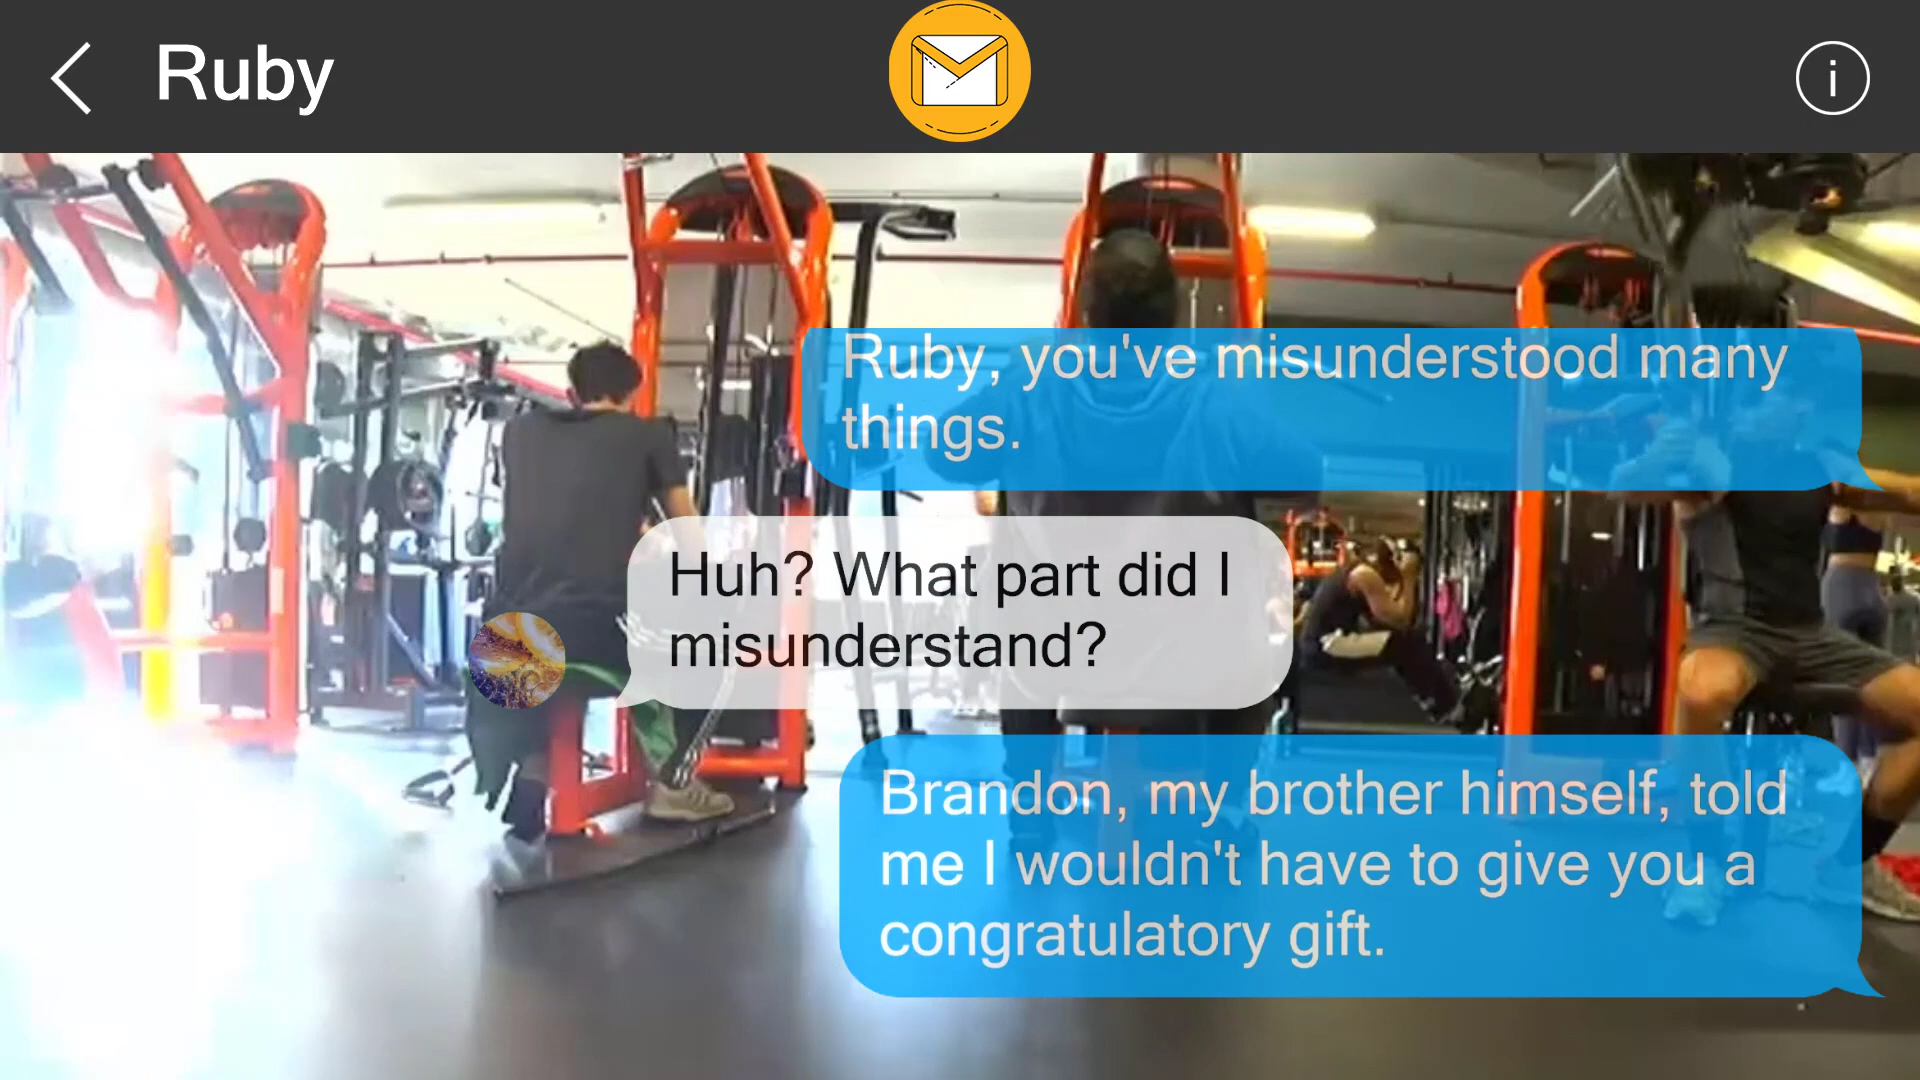 Ruby
Ruby, you've misunderstood many
things.
Huh? What part did I
misunderstand?
Brandon, my brother himself, told
me I wouldn't have to give you a
congratulatory gift.